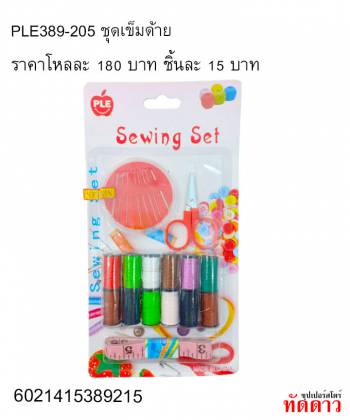 PLE389-205 ชุดเข็มด้าย
ราคาโหลละ 180 บาท ชิ้นละ 15 บาท
PLE
Sewing Set
Sewing Set
6021415389215
ซุปเปอร์สโตร์
ทัดดาว